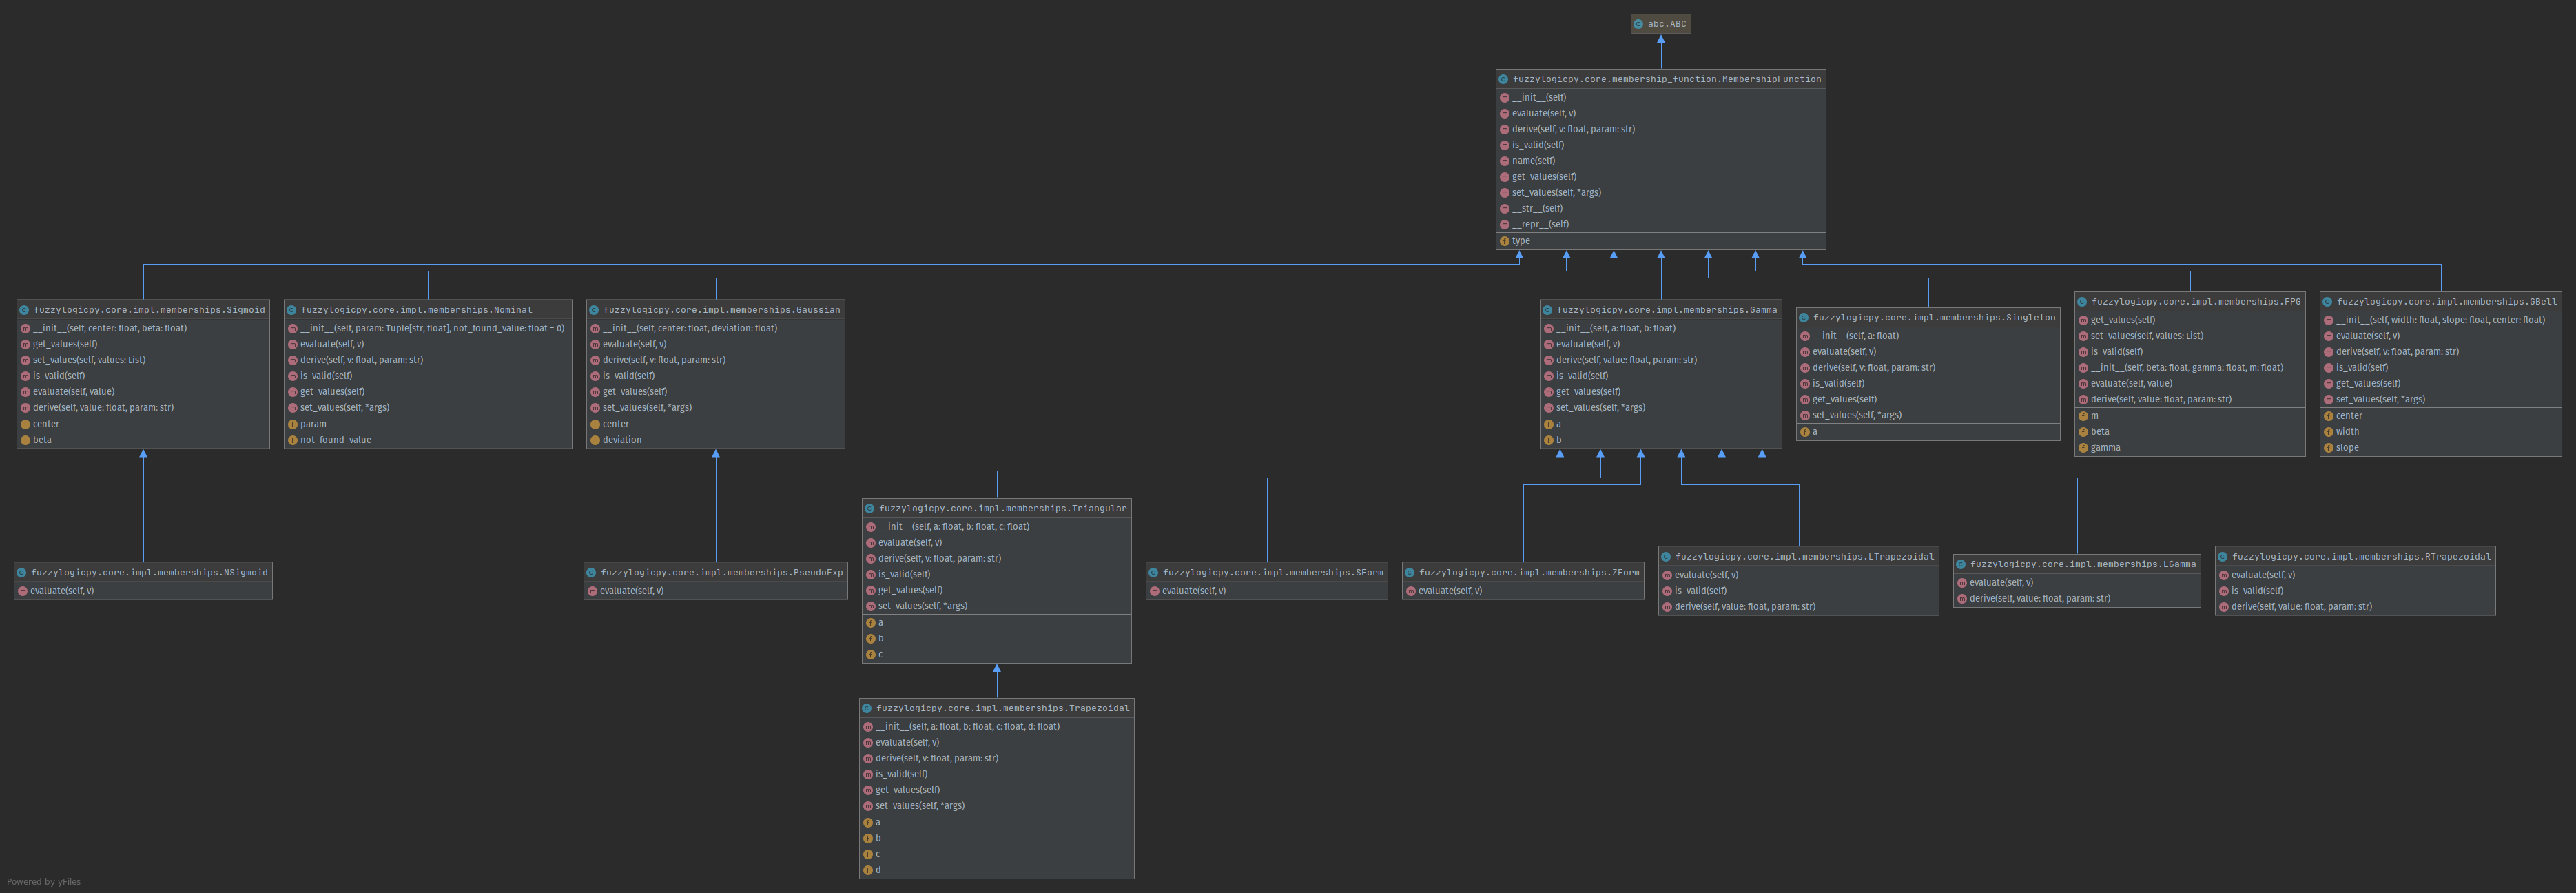 abc.ABC
fuzzylogicpy.core.membership_function.MembershipFunction
__init__(self)
evaluate(self, v)
derive(self, v: float, param: str)
is_valid(self)
name(self)
get_values(self)
set_values(self, *args)
__str__(self)
__repr__(self)
type
fuzzylogicpy.core.impl.memberships.Sigmoid
__init__(self, center: float, beta: float)
get_values(self)
set_values(self, values: List)
is_valid(self)
evaluate(self, value)
derive(self, value: float, param: str)
center
beta
fuzzylogicpy.core.impl.memberships.Nominal
__init__(self, param: Tuple[str, float], not_found_value: float = 0)
evaluate(self, v)
derive(self, v: float, param: str)
is_valid(self)
get_values(self)
set_values(self, *args)
param
not_found_value
fuzzylogicpy.core.impl.memberships.Gaussian
__init__(self, center: float, deviation: float)
evaluate(self, v)
derive(self, v: float, param: str)
is_valid(self)
get_values(self)
set_values(self, *args)
center
deviation
fuzzylogicpy.core.impl.memberships.Gamma
__init__(self, a: float, b: float)
evaluate(self, v)
derive(self, value: float, param: str)
is_valid(self)
get_values(self)
set_values(self, *args)
a
b
fuzzylogicpy.core.impl.memberships.Singleton
__init__(self, a: float)
evaluate(self, v)
derive(self, v: float, param: str)
is_valid(self)
get_values(self)
set_values(self, *args)
a
fuzzylogicpy.core.impl.memberships.FPG
get_values(self)
set_values(self, values: List)
is_valid(self)
__init__(self, beta: float, gamma: float, m: float)
evaluate(self, value)
derive(self, value: float, param: str)
m
beta
gamma
fuzzylogicpy.core.impl.memberships.GBell
__init__(self, width: float, slope: float, center: float)
evaluate(self, v)
derive(self, v: float, param: str)
is_valid(self)
get_values(self)
set_values(self, *args)
center
width
slope
fuzzylogicpy.core.impl.memberships.NSigmoid
evaluate(self, v)
fuzzylogicpy.core.impl.memberships.PseudoExp
evaluate(self, v)
fuzzylogicpy.core.impl.memberships.Triangular
__init__(self, a: float, b: float, c: float)
evaluate(self, v)
derive(self, v: float, param: str)
is_valid(self)
get_values(self)
set_values(self, *args)
a
b
c
fuzzylogicpy.core.impl.memberships.SForm
evaluate(self, v)
fuzzylogicpy.core.impl.memberships.ZForm
evaluate(self, v)
fuzzylogicpy.core.impl.memberships.LTrapezoidal
evaluate(self, v)
is_valid(self)
derive(self, value: float, param: str)
fuzzylogicpy.core.impl.memberships.LGamma
evaluate(self, v)
derive(self, value: float, param: str)
fuzzylogicpy.core.impl.memberships.RTrapezoidal
evaluate(self, v)
is_valid(self)
derive(self, value: float, param: str)
fuzzylogicpy.core.impl.memberships.Trapezoidal
__init__(self, a: float, b: float, c: float, d: float)
evaluate(self, v)
derive(self, v: float, param: str)
is_valid(self)
get_values(self)
set_values(self, *args)
a
b
c
d
Powered by yFiles